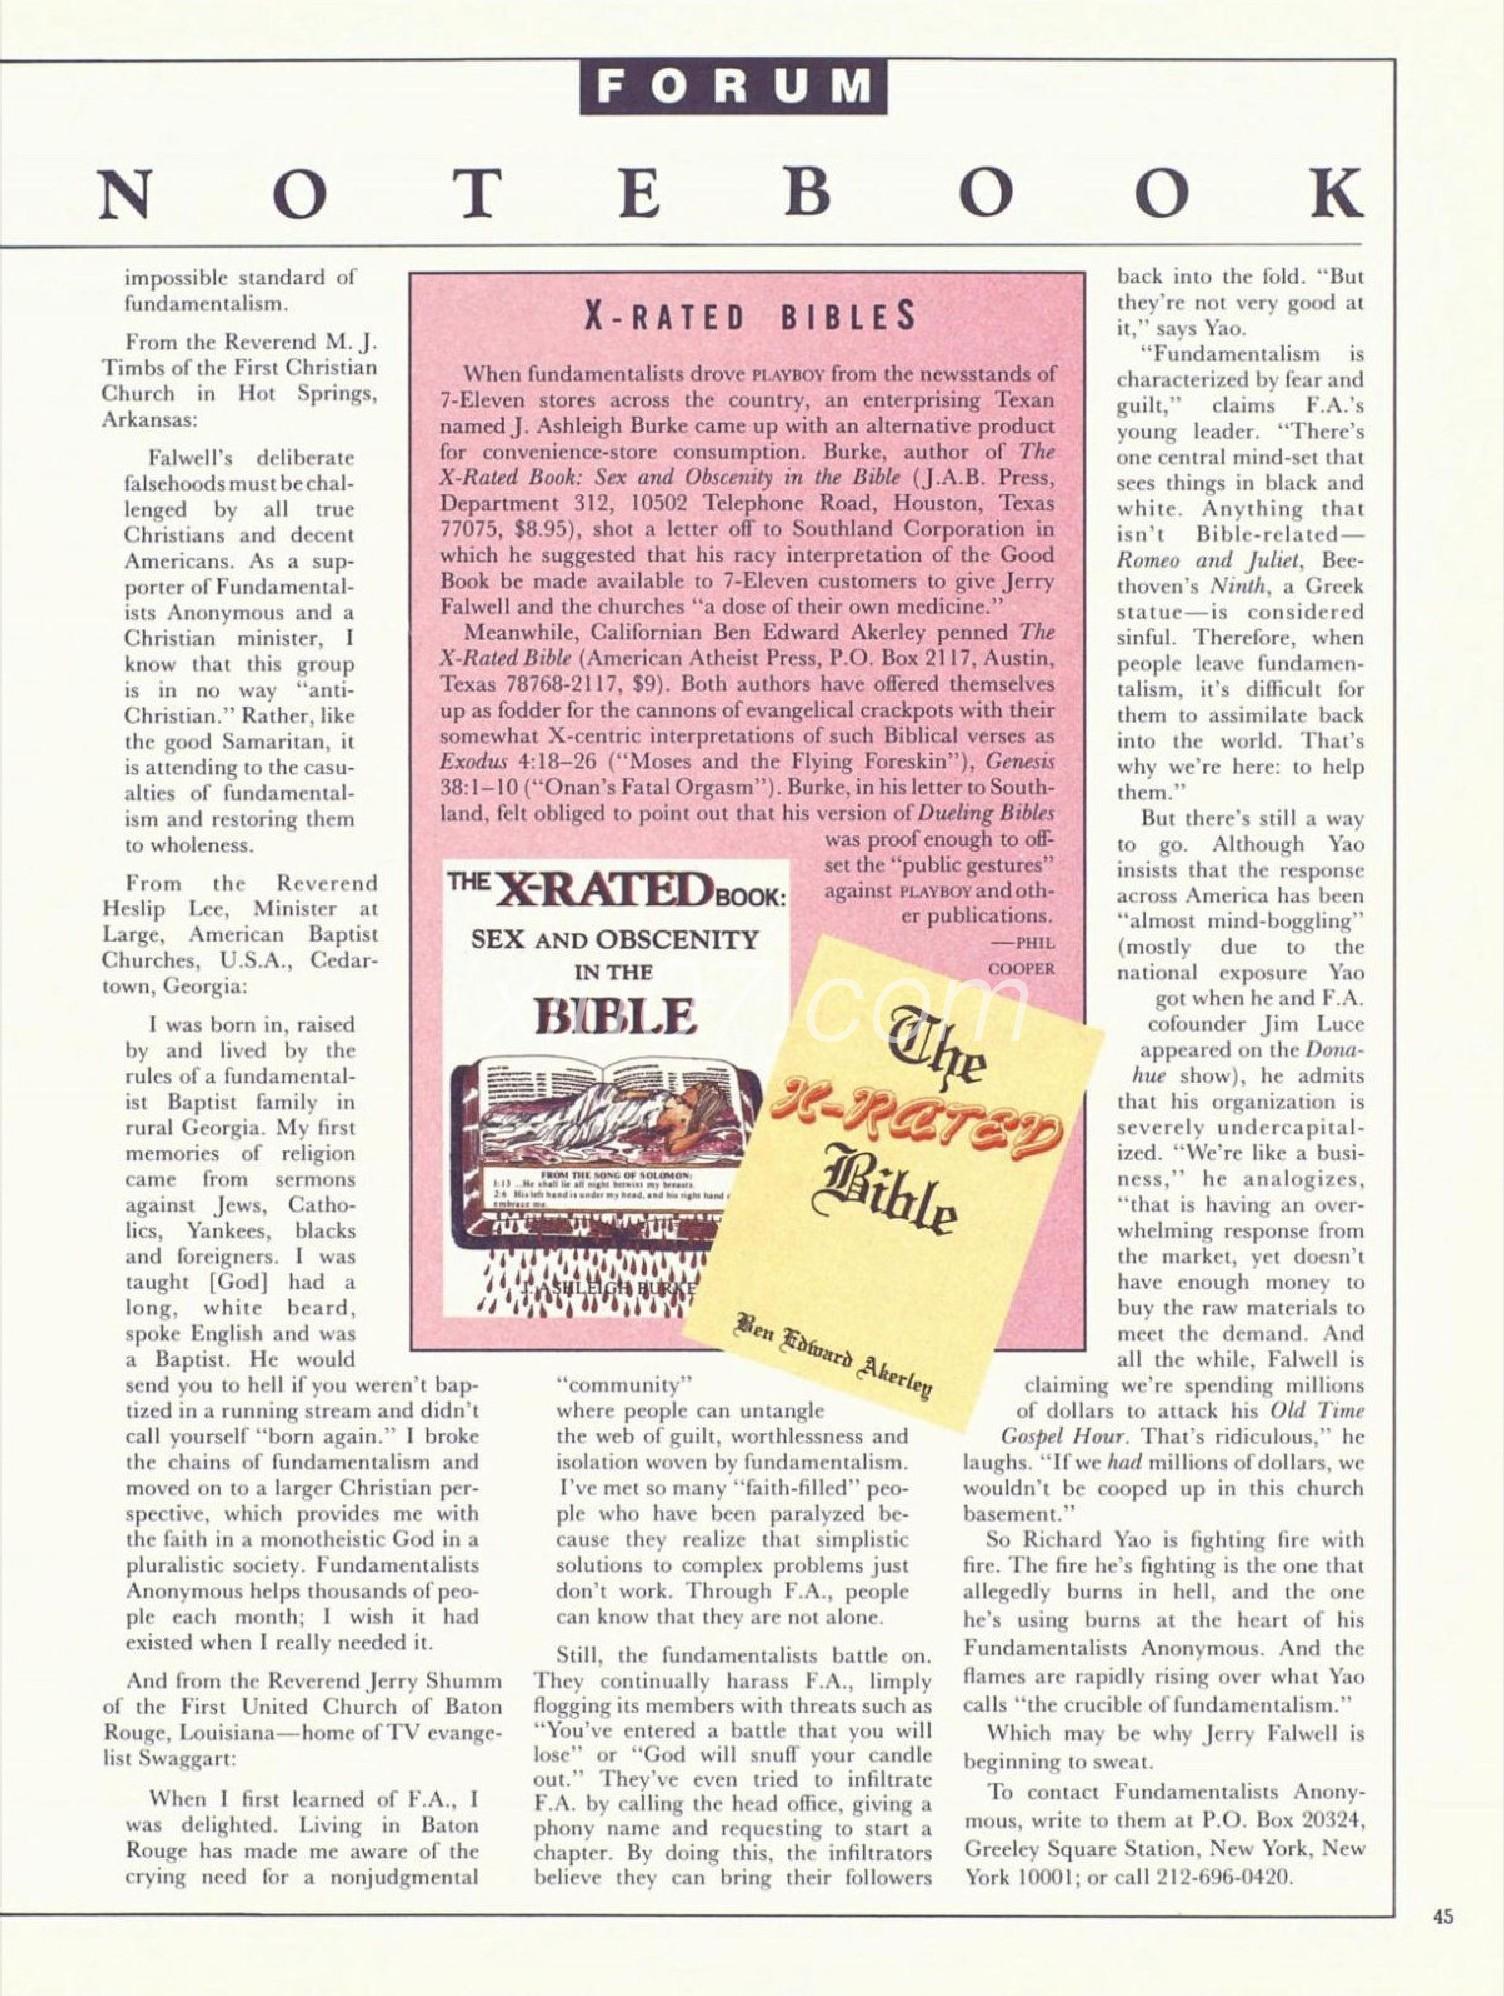 FORUM
NOTEBOOK
impossible standard of
fundamentalism.
From the Reverend M. J.
Timbs of the First Christian
Church in Hot Springs,
Arkansas:
Falwell's deliberate
falsehoods must be chal-
lenged by all true
Christians and decent
Americans. As a sup-
porter of Fundamental-
ists Anonymous and a
Christian minister, I
know that this group
is in no way "anti-
Christian." Rather, like
the good Samaritan, it
is attending to the casu-
alties of fundamental-
ism and restoring them
to wholeness.
From the Reverend
Heslip Lee, Minister at
Large, American Baptist
Churches, U.S.A., Cedar-
town, Georgia:
I was born in, raised
by and lived by the
rules of a fundamental-
ist Baptist family in
rural Georgia. My first
memories of religion
came from sermons
against Jews, Catho-
lics, Yankees, blacks
and foreigners. I was
taught [God] had a
long, white beard,
spoke English and was
a Baptist. He would
send you to hell if you weren't bap-
tized in a running stream and didn't
call yourself "born again." I broke
the chains of fundamentalism and
moved on to a larger Christian per-
spective, which provides me with
the faith in a monotheistic God in a
pluralistic society. Fundamentalists
Anonymous helps thousands of peo-
ple each month; I wish it had
existed when I really needed it.
And from the Reverend Jerry Shumm
of the First United Church of Baton
Rouge, Louisiana—home of TV evange-
list Swaggart:
When I first learned of F.A., I
was delighted. Living in Baton
Rouge has made me aware of the
crying need for a nonjudgmental
X-RATED BIBLES
When fundamentalists drove PLAYBOY from the newsstands of
7-Eleven stores across the country, an enterprising Texan
named J. Ashleigh Burke came up with an alternative product
for convenience-store consumption. Burke, author of The
X-Rated Book: Sex and Obscenity in the Bible (J.A.B. Press,
Department 312, 10502 Telephone Road, Houston, Texas
77075, $8.95), shot a letter off to Southland Corporation in
which he suggested that his racy interpretation of the Good
Book be made available to 7-Eleven customers to give Jerry
Falwell and the churches "a dose of their own medicine."
Meanwhile, Californian Ben Edward Akerley penned The
X-Rated Bible (American Atheist Press, P.O. Box 2117, Austin,
Texas 78768-2117, $9). Both authors have offered themselves
up as fodder for the cannons of evangelical crackpots with their
somewhat X-centric interpretations of such Biblical verses as
Exodus 4:18–26 ("Moses and the Flying Foreskin"), Genesis
38:1–10 ("Onan's Fatal Orgasm"). Burke, in his letter to South-
land, felt obliged to point out that his version of Dueling Bibles
was proof enough to off-
set the "public gestures"
against PLAYBOY and oth-
er publications.
—PHIL
COOPER
THE X-RATED BOOK:
SEX AND OBSCENITY
IN THE
BIBLE
FROM THE SONG OF SOLOMON:
1:13 ...He shall lie all night betwixt my breasts.
2:6 His left hand is under my head, and his right hand
embrace me.
J. ASHLEIGH BURKE
The
X-RATED
Bible
Ben Edward Akerley
"community"
where people can untangle
the web of guilt, worthlessness and
isolation woven by fundamentalism.
I've met so many "faith-filled" peo-
ple who have been paralyzed be-
cause they realize that simplistic
solutions to complex problems just
don't work. Through F.A., people
can know that they are not alone.
Still, the fundamentalists battle on.
They continually harass F.A., limply
flogging its members with threats such as
"You've entered a battle that you will
lose" or "God will snuff your candle
out." They've even tried to infiltrate
F.A. by calling the head office, giving a
phony name and requesting to start a
chapter. By doing this, the infiltrators
believe they can bring their followers
back into the fold. "But
they're not very good at
it," says Yao.
"Fundamentalism is
characterized by fear and
guilt," claims F.A.'s
young leader. "There's
one central mind-set that
sees things in black and
white. Anything that
isn't Bible-related—
Romeo and Juliet, Bee-
thoven's Ninth, a Greek
statue—is considered
sinful. Therefore, when
people leave fundamen-
talism, it's difficult for
them to assimilate back
into the world. That's
why we're here: to help
them."
But there's still a way
to go. Although Yao
insists that the response
across America has been
"almost mind-boggling"
(mostly due to the
national exposure Yao
got when he and F.A.
cofounder Jim Luce
appeared on the Dona-
hue show), he admits
that his organization is
severely undercapital-
ized. "We're like a busi-
ness," he analogizes,
"that is having an over-
whelming response from
the market, yet doesn't
have enough money to
buy the raw materials to
meet the demand. And
all the while, Falwell is
claiming we're spending millions
of dollars to attack his Old Time
Gospel Hour. That's ridiculous," he
laughs. "If we had millions of dollars, we
wouldn't be cooped up in this church
basement."
So Richard Yao is fighting fire with
fire. The fire he's fighting is the one that
allegedly burns in hell, and the one
he's using burns at the heart of his
Fundamentalists Anonymous. And the
flames are rapidly rising over what Yao
calls "the crucible of fundamentalism."
Which may be why Jerry Falwell is
beginning to sweat.
To contact Fundamentalists Anony-
mous, write to them at P.O. Box 20324,
Greeley Square Station, New York, New
York 10001; or call 212-696-0420.
45